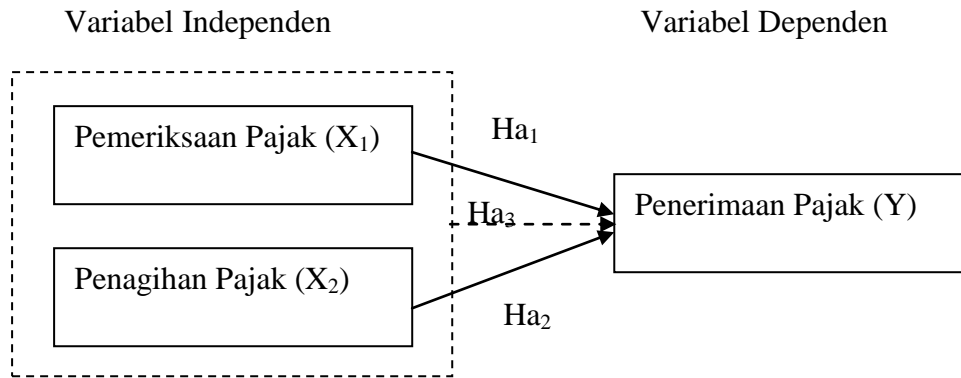 Variabel Independen
Variabel Dependen
Pemeriksaan Pajak (X₁)
Ha₁
Ha₃
Penerimaan Pajak (Y)
Penagihan Pajak (X₂)
Ha₂